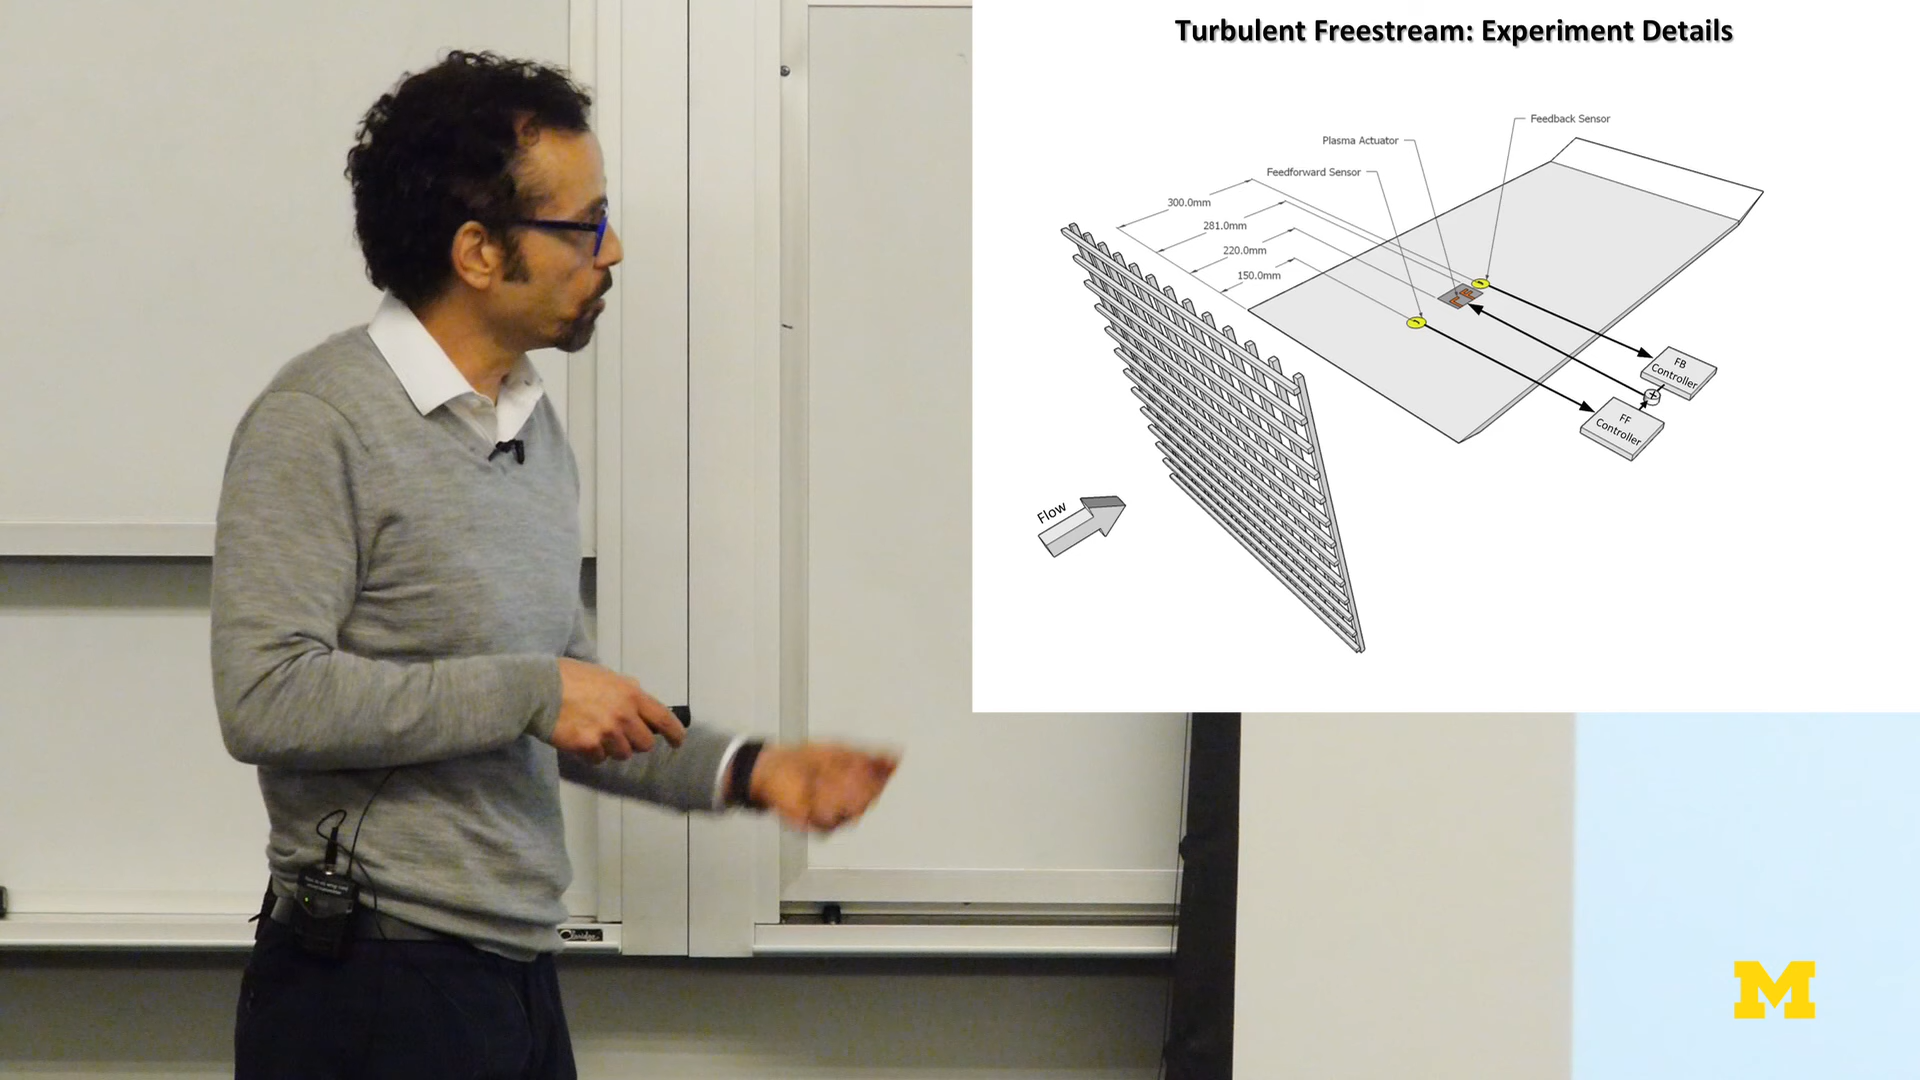 Turbulent Freestream: Experiment Details
Feedback Sensor
Plasma Actuator
Feedforward Sensor
300.0mm
281.0mm
220.0mm
150.0mm
FB
Controller
FF
Controller
Flow
M